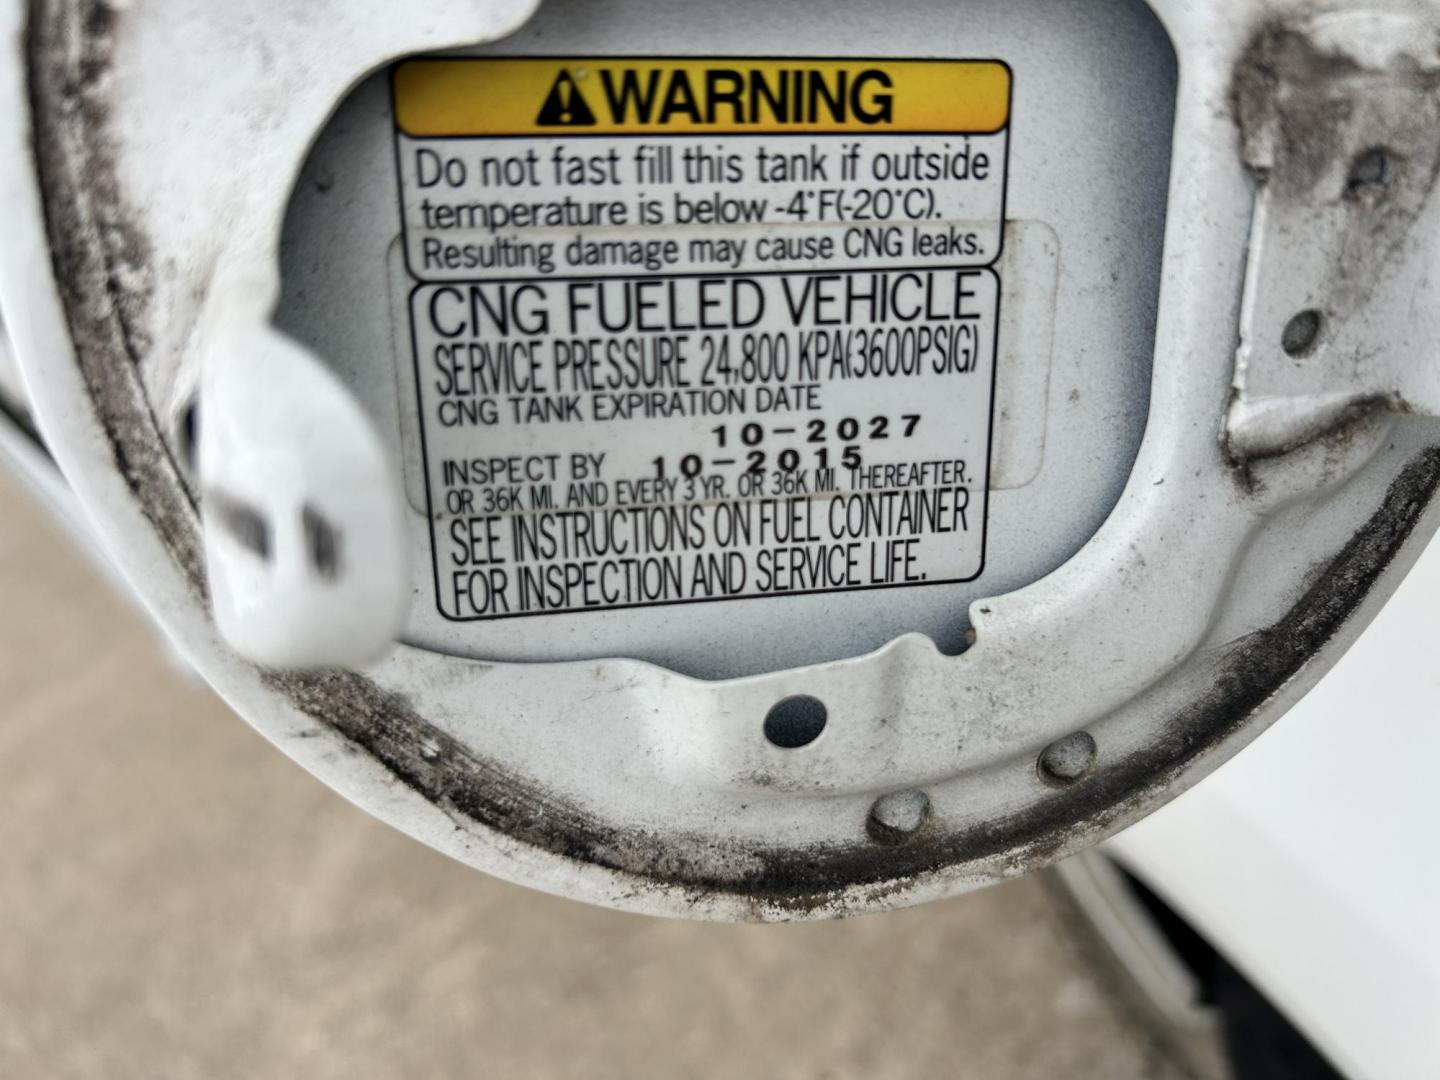 WARNING
Do not fast fill this tank if outside
temperature is below -4°F(-20°C).
Resulting damage may cause CNG leaks.
CNG FUELED VEHICLE
SERVICE PRESSURE 24,800 KPA(3600PSIG)
CNG TANK EXPIRATION DATE
10-2027
INSPECT BY 10-2015
OR 36K MI. AND EVERY 3 YR. OR 36K MI. THEREAFTER.
SEE INSTRUCTIONS ON FUEL CONTAINER
FOR INSPECTION AND SERVICE LIFE.